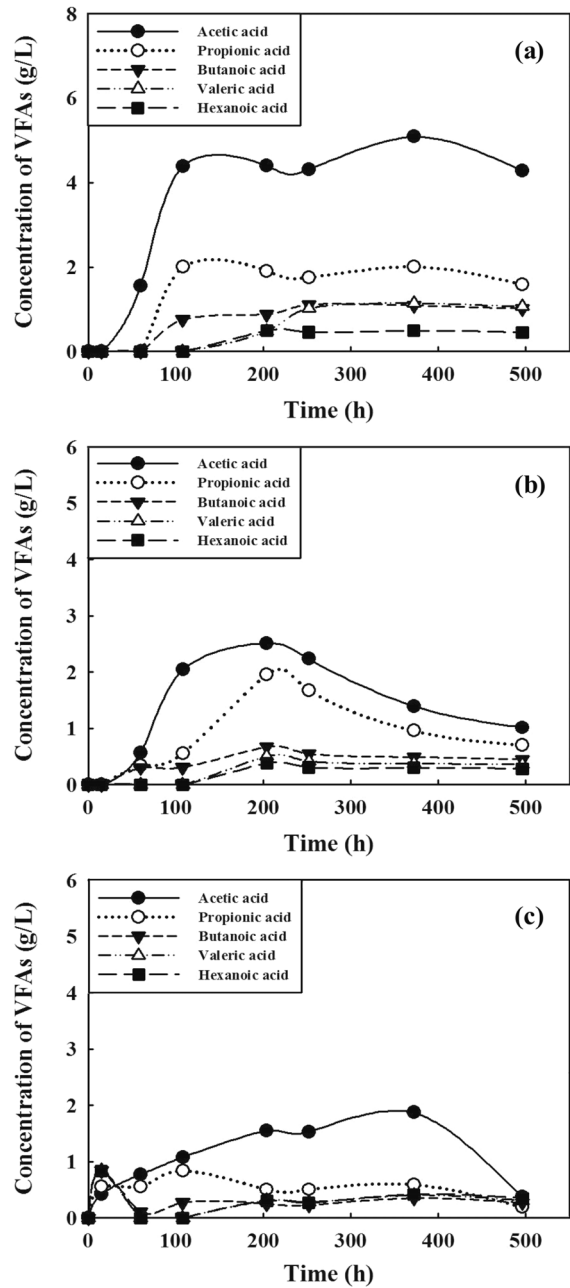 8
6
4
2
0
Concentration of VFAs (g/L)
Acetic acid
Propionic acid
Butanoic acid
Valeric acid
Hexanoic acid
(a)
0 100 200 300 400 500
Time (h)
6
5
4
3
2
1
0
Concentration of VFAs (g/L)
Acetic acid
Propionic acid
Butanoic acid
Valeric acid
Hexanoic acid
(b)
0 100 200 300 400 500
Time (h)
6
5
4
3
2
1
0
Concentration of VFAs (g/L)
Acetic acid
Propionic acid
Butanoic acid
Valeric acid
Hexanoic acid
(c)
0 100 200 300 400 500
Time (h)